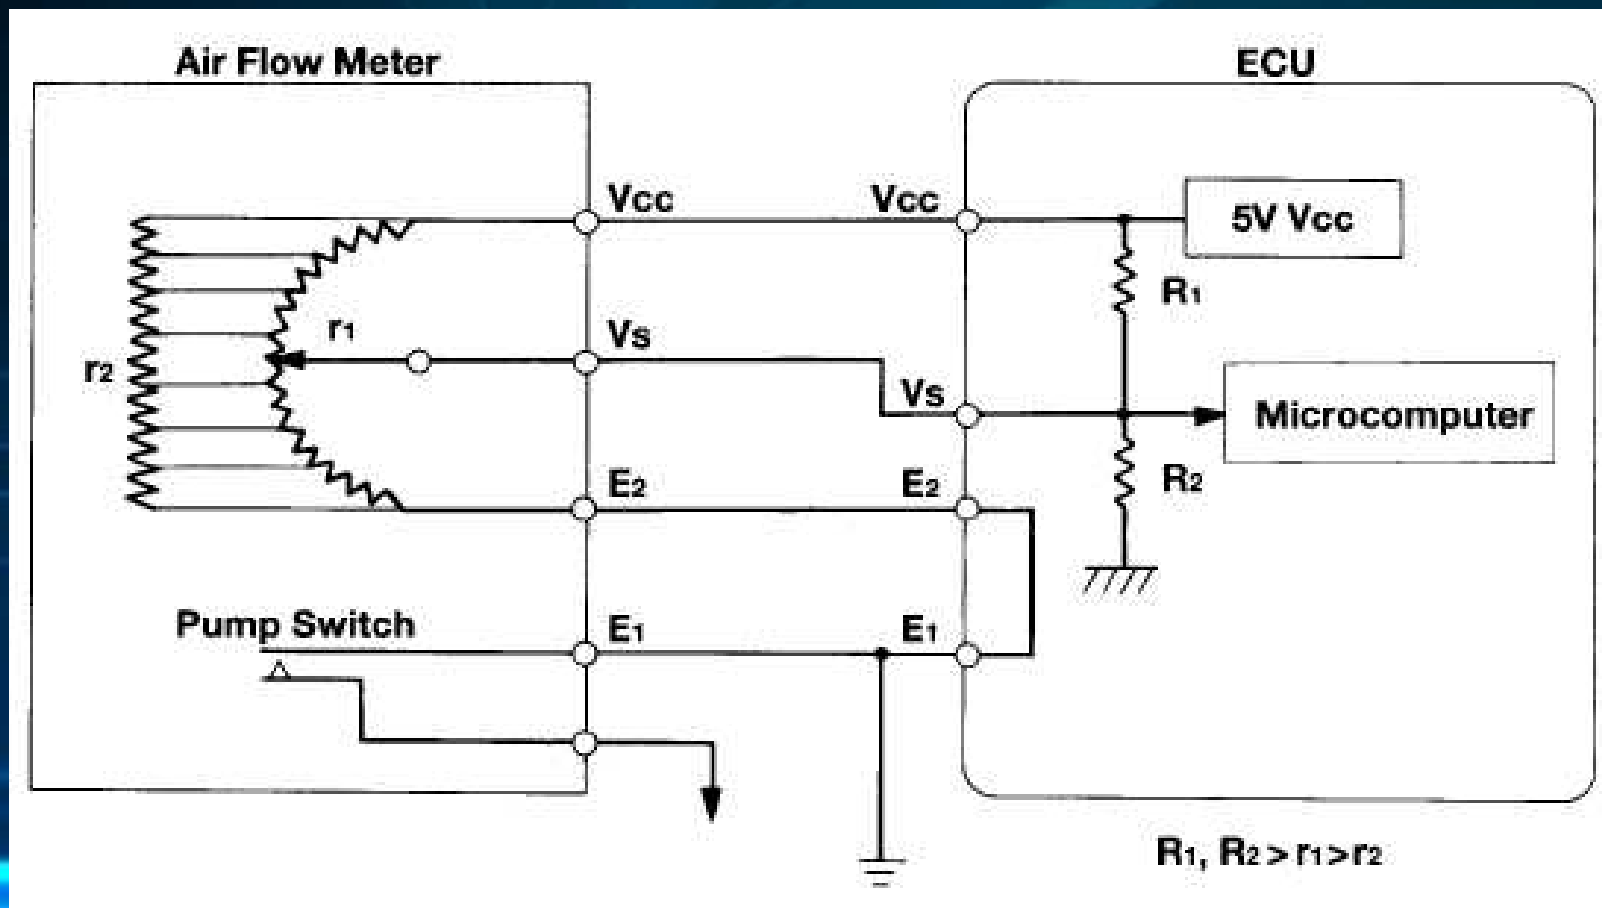 Air Flow Meter
ECU
Vcc
Vcc
5V Vcc
R1
r1
Vs
r2
Vs
Microcomputer
E2
E2
R2
Pump Switch
E1
E1
R1, R2 > r1 > r2